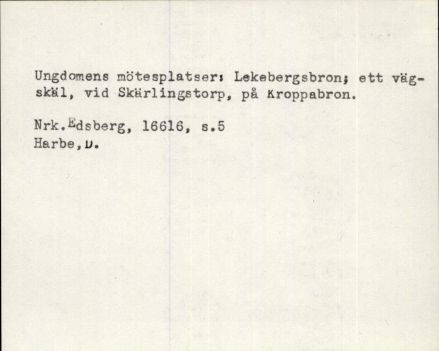 Ungdomens mötesplatser: Lekebergsbron; ett väg-
skäl, vid Skärlingstorp, på Kroppabron.
Nrk.Edsberg, 16616, s.5
Harbe,D.